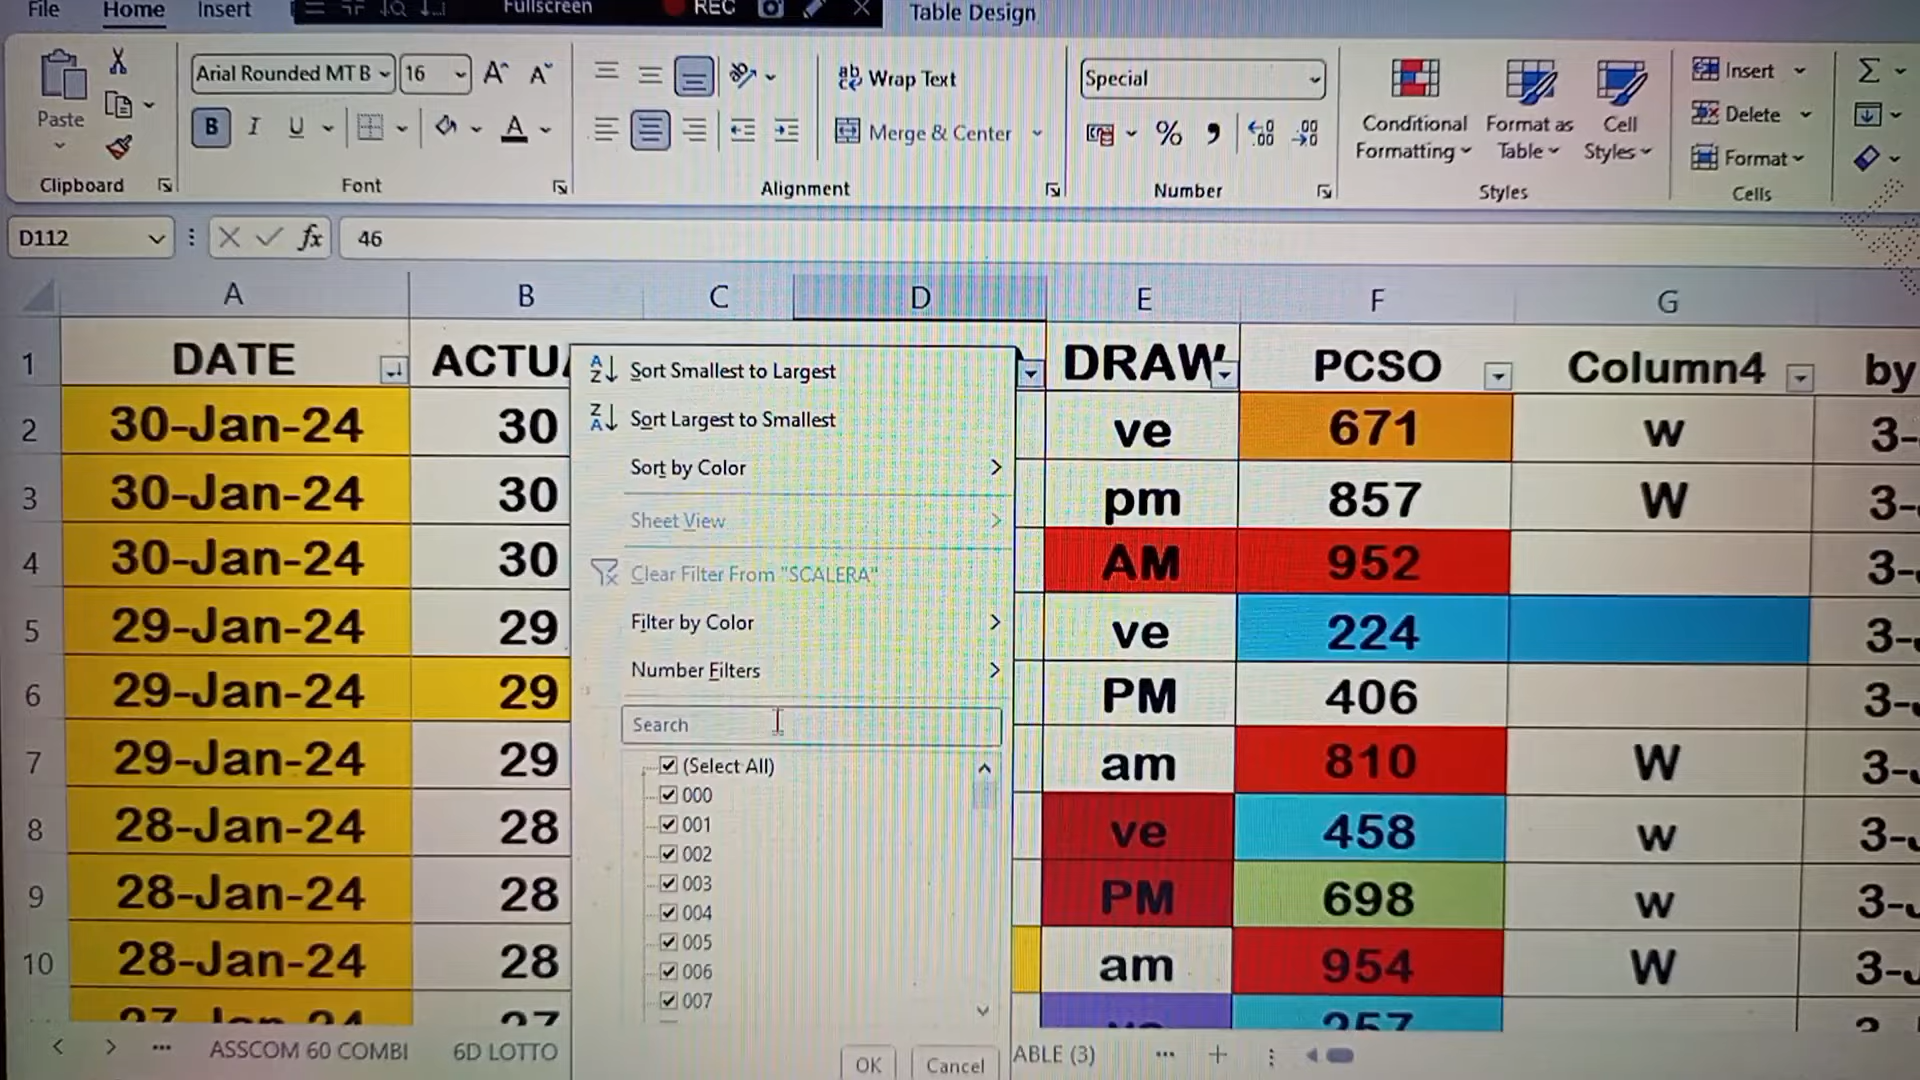 File Home Insert Fullscreen REC Table Design
Arial Rounded MT B 16 Wrap Text Special Insert
Paste B I U Merge & Center % Conditional Formatting Format as Table Cell Styles Delete
Format
Clipboard Font Alignment Number Styles Cells
D112 fx 46
A B C D E F G
1 DATE DRAW PCSO Column4 by
2 30-Jan-24 30 ve 671 w
3 30-Jan-24 30 pm 857 W
4 30-Jan-24 30 AM 952
5 29-Jan-24 29 ve 224
6 29-Jan-24 29 PM 406
7 29-Jan-24 29 am 810 W
8 28-Jan-24 28 ve 458 w
9 28-Jan-24 28 PM 698 w
10 28-Jan-24 28 am 954 W
27-Jan-24 27 257
Sort Smallest to Largest
Sort Largest to Smallest
Sort by Color
Sheet View
Clear Filter From "SCALERA"
Filter by Color
Number Filters
Search
(Select All)
000
001
002
003
004
005
006
007
OK Cancel
ASSCOM 60 COMBI 6D LOTTO ABLE (3)